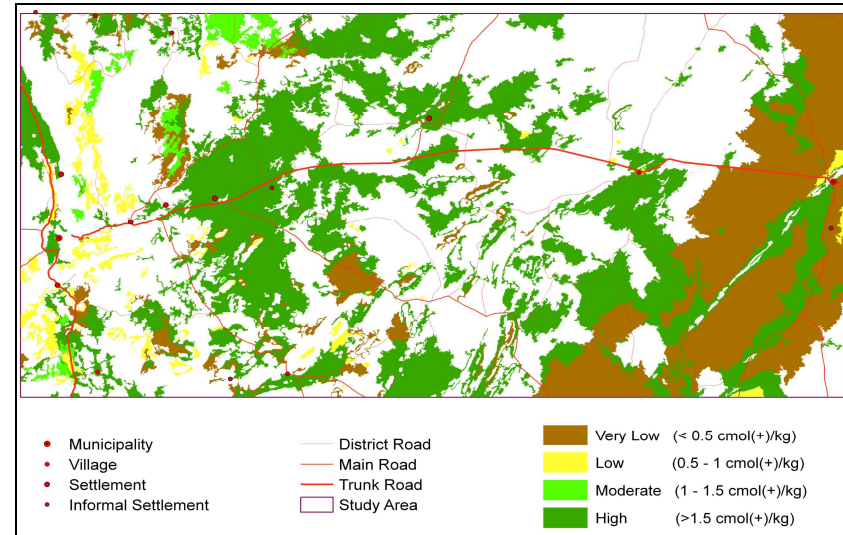 Municipality
Village
Settlement
Informal Settlement
District Road
Main Road
Trunk Road
Study Area
Very Low (< 0.5 cmol(+)/kg)
Low (0.5 - 1 cmol(+)/kg)
Moderate (1 - 1.5 cmol(+)/kg)
High (>1.5 cmol(+)/kg)